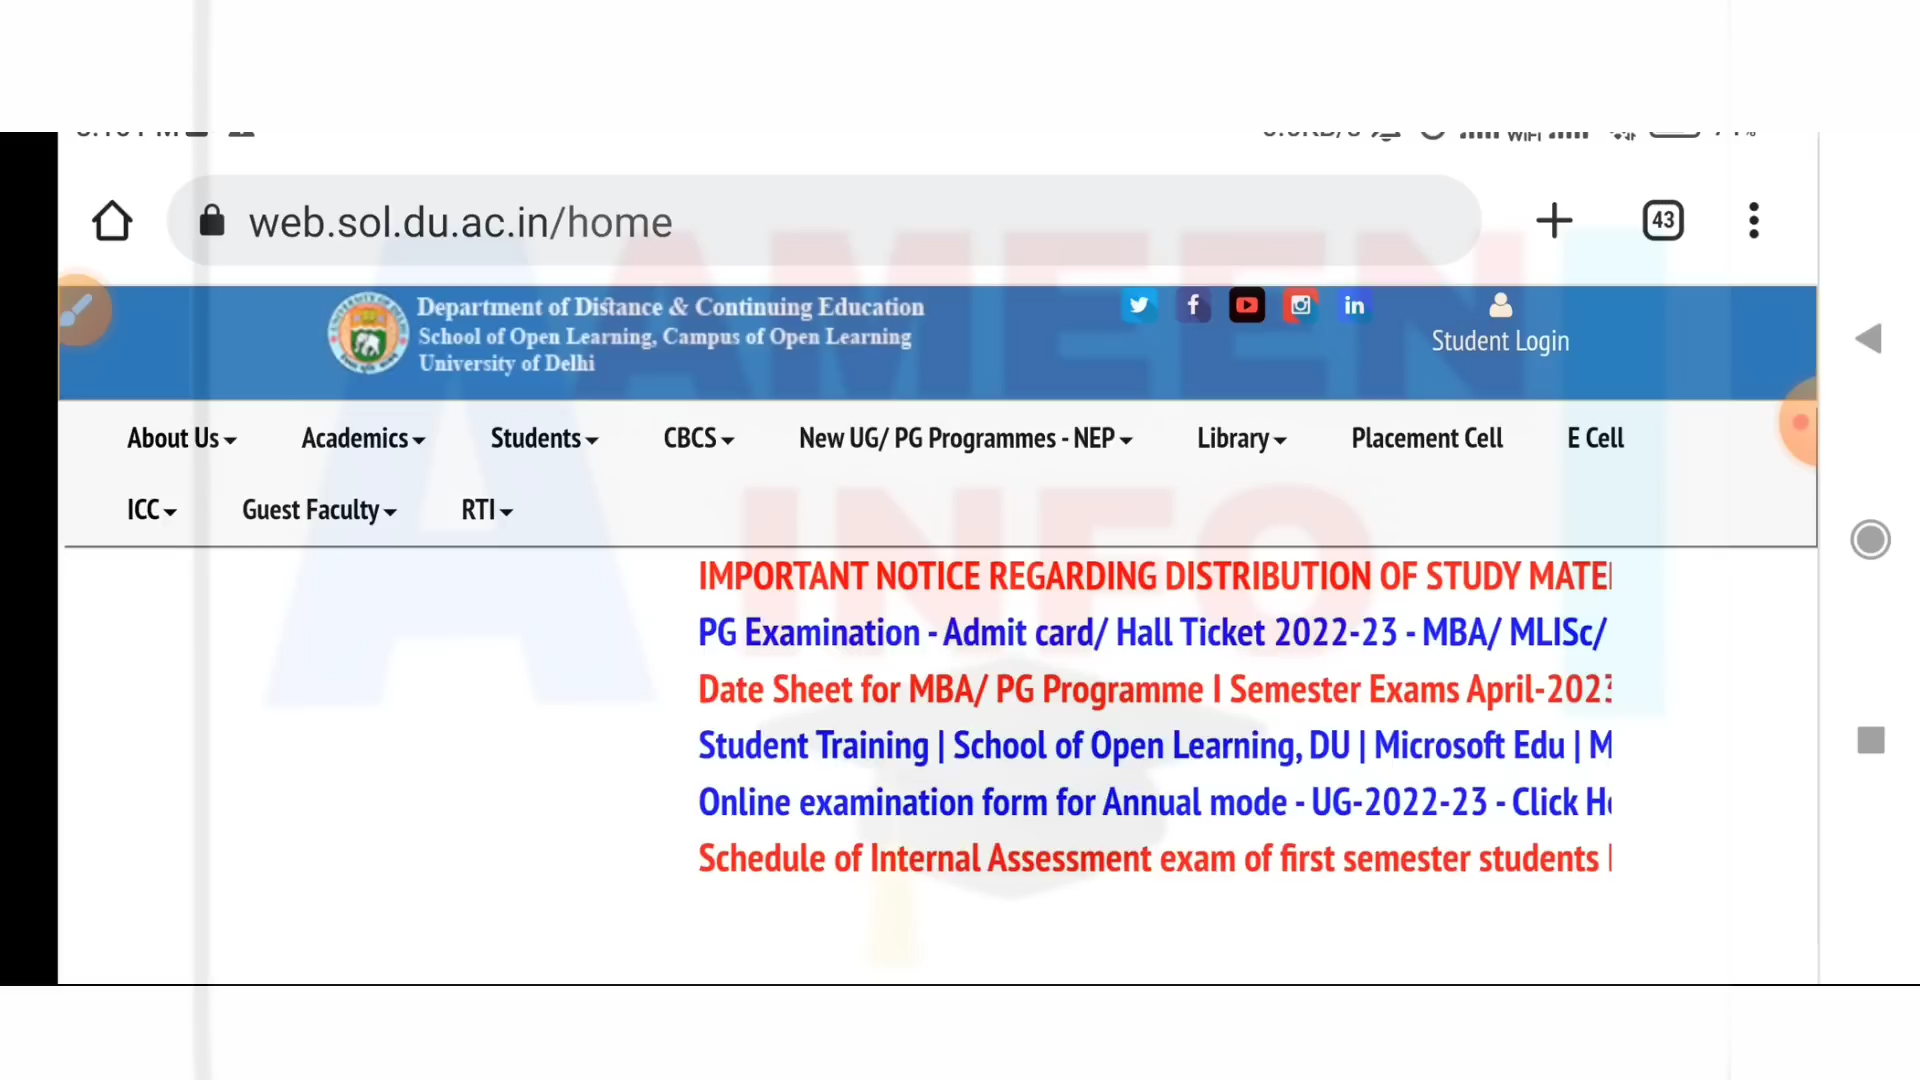 web.sol.du.ac.in/home
43
Department of Distance & Continuing Education
School of Open Learning, Campus of Open Learning
University of Delhi
Student Login
About Us
Academics
Students
CBCS
New UG/ PG Programmes - NEP
Library
Placement Cell
E Cell
ICC
Guest Faculty
RTI
IMPORTANT NOTICE REGARDING DISTRIBUTION OF STUDY
PG Examination - Admit card/ Hall Ticket 2022-23 - MBA/ MLISc/
Date Sheet for MBA/ PG Programme I Semester Exams April-
Student Training | School of Open Learning, DU | Microsoft Edu |
Online examination form for Annual mode - UG-2022-23 - Click
Schedule of Internal Assessment exam of first semester students
AAMEEN
INFO